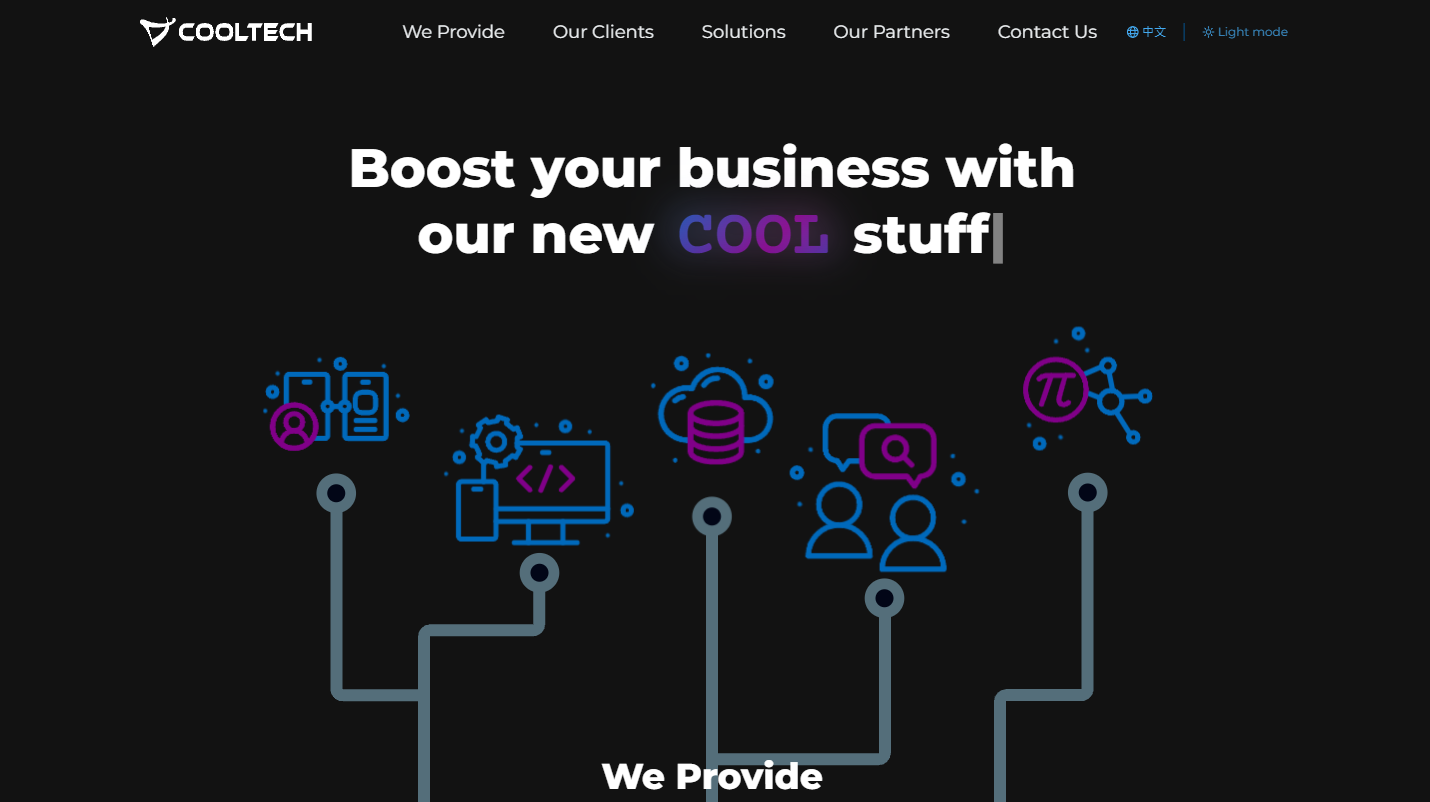 COOLTECH
We Provide
Our Clients
Solutions
Our Partners
Contact Us
中文
Light mode
Boost your business with
our new COOL stuff
</>
π
We Provide